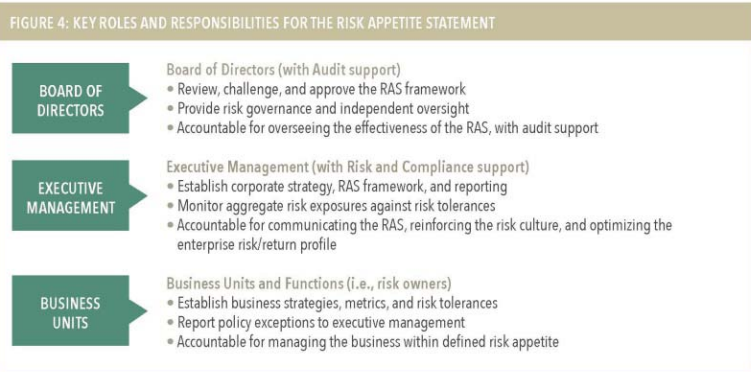 FIGURE 4: KEY ROLES AND RESPONSIBILITIES FOR THE RISK APPETITE STATEMENT
BOARD OF
DIRECTORS
Board of Directors (with Audit support)
• Review, challenge, and approve the RAS framework
• Provide risk governance and independent oversight
• Accountable for overseeing the effectiveness of the RAS, with audit support
EXECUTIVE
MANAGEMENT
Executive Management (with Risk and Compliance support)
• Establish corporate strategy, RAS framework, and reporting
• Monitor aggregate risk exposures against risk tolerances
• Accountable for communicating the RAS, reinforcing the risk culture, and optimizing the
enterprise risk/return profile
BUSINESS
UNITS
Business Units and Functions (i.e., risk owners)
• Establish business strategies, metrics, and risk tolerances
• Report policy exceptions to executive management
• Accountable for managing the business within defined risk appetite